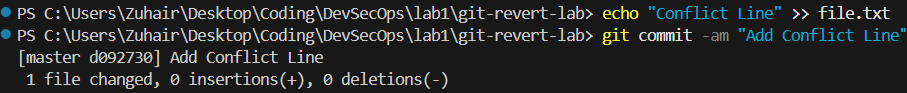 PS C:\Users\Zuhair\Desktop\Coding\DevSecOps\lab1\git-revert-lab> echo "Conflict Line" >> file.txt
PS C:\Users\Zuhair\Desktop\Coding\DevSecOps\lab1\git-revert-lab> git commit -am "Add Conflict Line"
[master d092730] Add Conflict Line
 1 file changed, 0 insertions(+), 0 deletions(-)